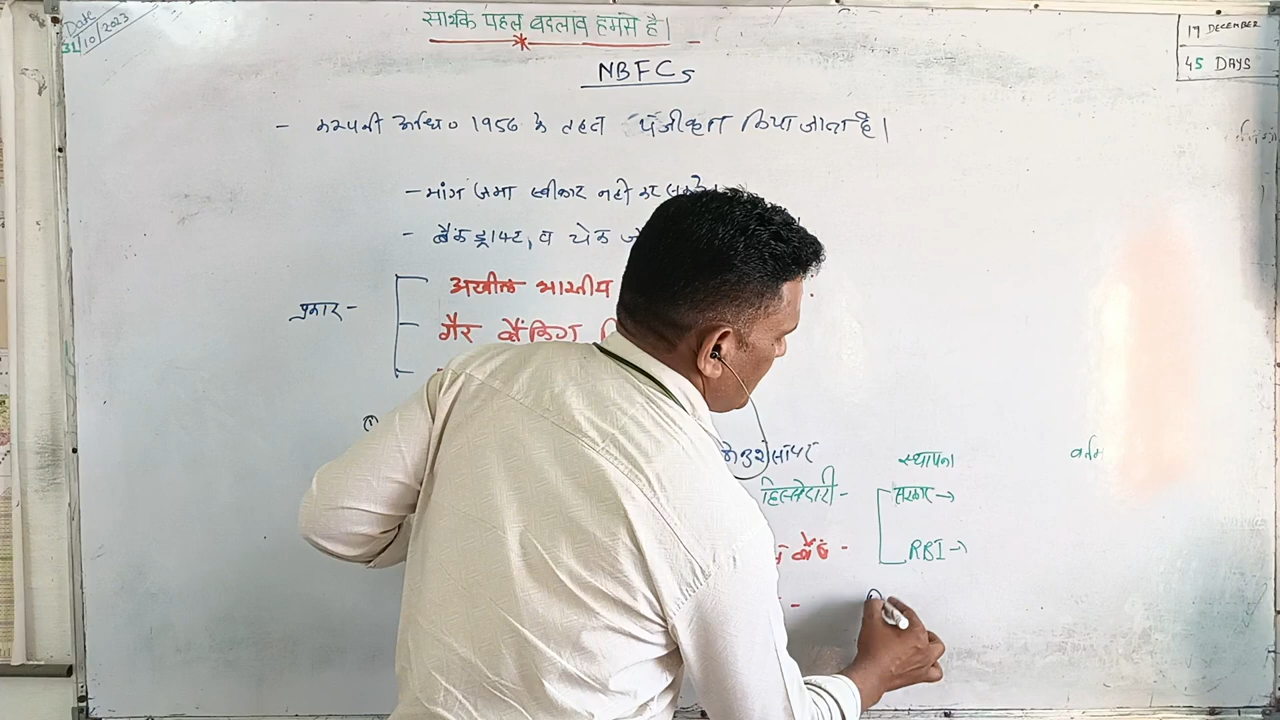 Date
31/10/2023
सार्थक पहल बदलाव हमसे है।
17 DECEMBER
45 DAYS
NBFCs
- कम्पनी अधि० 1956 के तहत पंजीकृत किया जाता है।
- मांग जमा स्वीकार नहीं कर सकते
- बैंक ड्राफ्ट, व चेक
प्रकार -
अखील भारतीय
गैर बैंकिंग
स्थापना
हिस्सेदारी -
सरकार →
RBI →